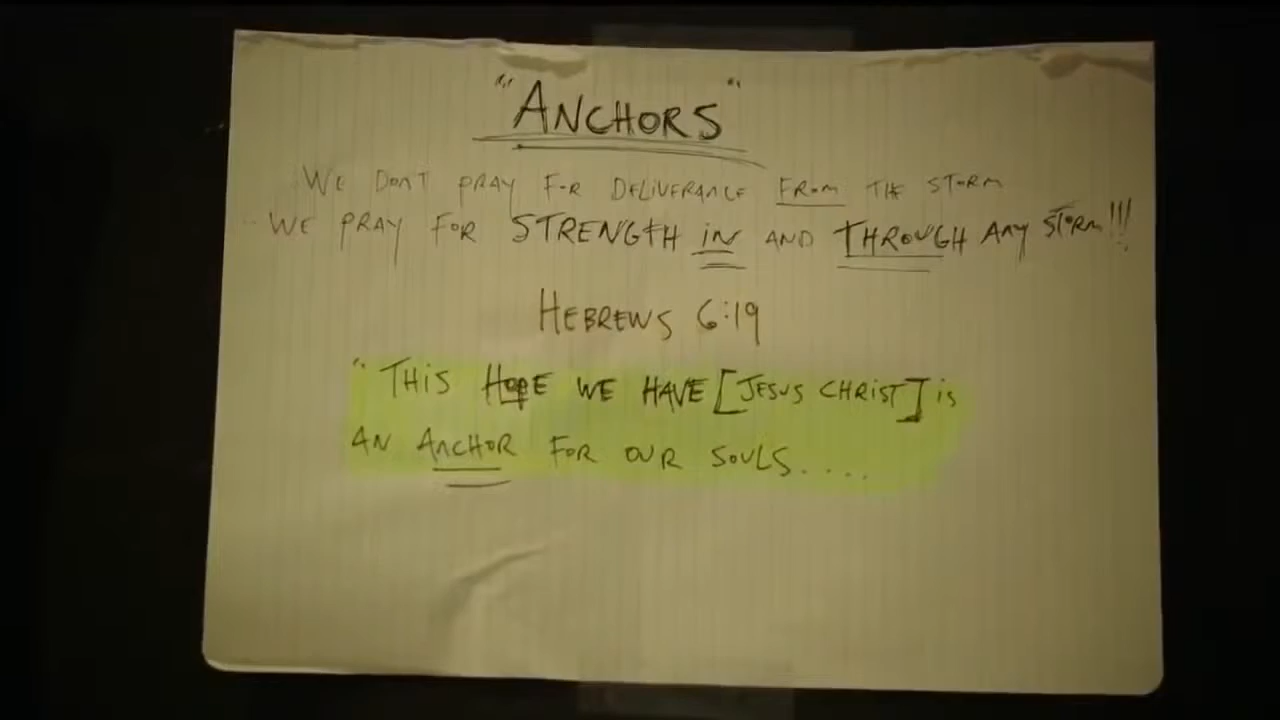 "ANCHORS"
WE DON'T PRAY FOR DELIVERANCE FROM THE STORM
WE PRAY FOR STRENGTH IN AND THROUGH ANY STORM!!!
HEBREWS 6:19
"THIS HOPE WE HAVE [JESUS CHRIST] is
AN ANCHOR FOR OUR SOULS....